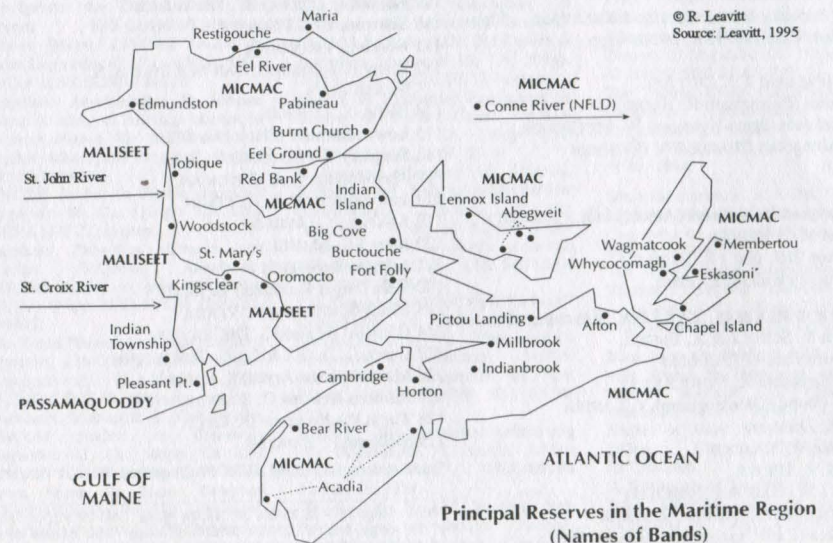 © R. Leavitt
Source: Leavitt, 1995
Maria
Restigouche
Eel River
MICMAC
Edmundston
Pabineau
MICMAC
Conne River (NFLD)
Burnt Church
MALISEET
Eel Ground
Tobique
Red Bank
St. John River
MICMAC
Indian
Island
MICMAC
Lennox Island
Abegweit
Woodstock
Big Cove
Buctouche
MICMAC
Wagmatcook
Membertou
Whycocomagh
Eskasoni
MALISEET
St. Mary's
Kingsclear
Oromocto
Fort Folly
St. Croix River
MALISEET
Pictou Landing
Afton
Chapel Island
Indian
Township
Millbrook
Pleasant Pt.
Cambridge
Indianbrook
Horton
PASSAMAQUODDY
MICMAC
Bear River
MICMAC
Acadia
GULF OF
MAINE
ATLANTIC OCEAN
Principal Reserves in the Maritime Region
(Names of Bands)